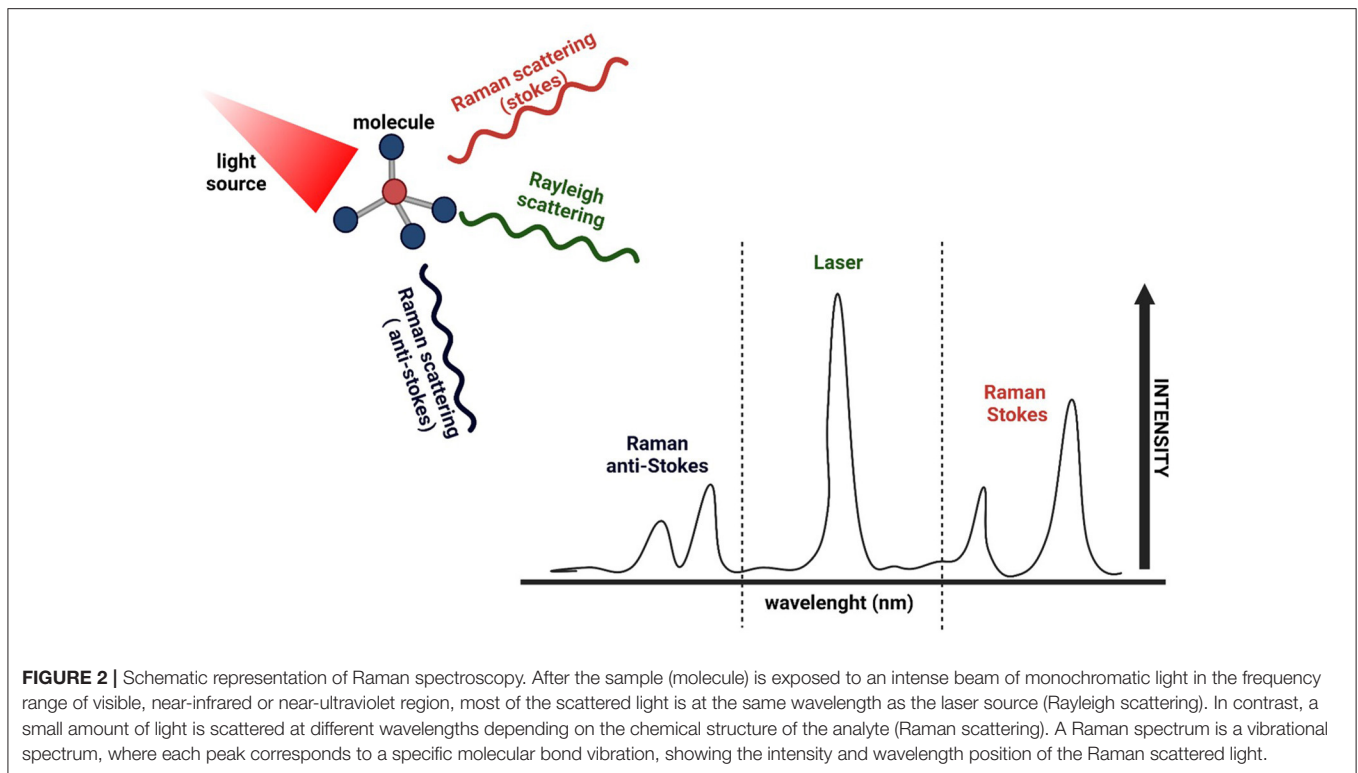 Raman scattering
(stokes)
molecule
light
source
Rayleigh
scattering
Raman scattering
( anti-stokes)
Laser
INTENSITY
Raman
Stokes
Raman
anti-Stokes
wavelenght (nm)
FIGURE 2 | Schematic representation of Raman spectroscopy. After the sample (molecule) is exposed to an intense beam of monochromatic light in the frequency
range of visible, near-infrared or near-ultraviolet region, most of the scattered light is at the same wavelength as the laser source (Rayleigh scattering). In contrast, a
small amount of light is scattered at different wavelengths depending on the chemical structure of the analyte (Raman scattering). A Raman spectrum is a vibrational
spectrum, where each peak corresponds to a specific molecular bond vibration, showing the intensity and wavelength position of the Raman scattered light.